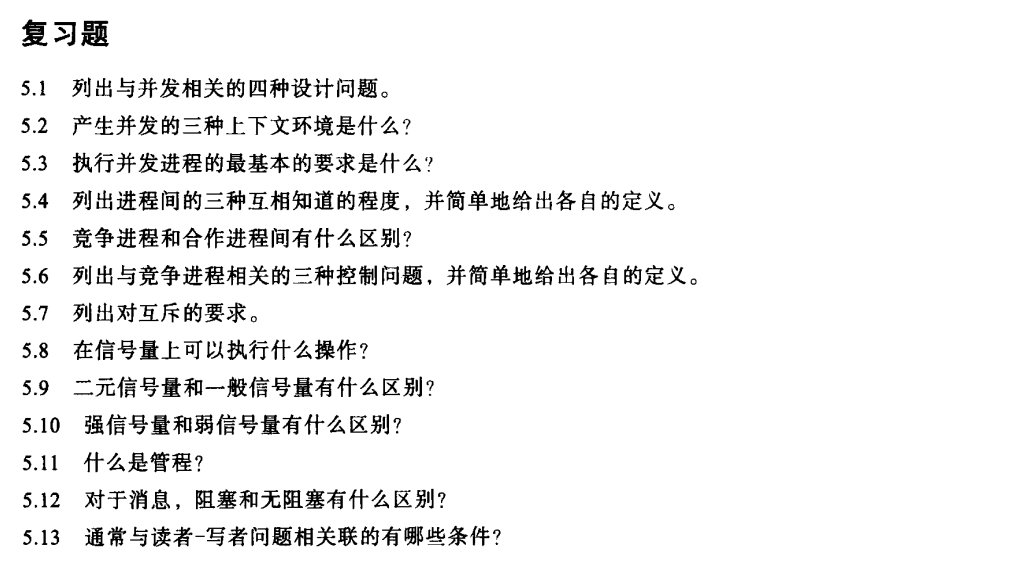 复习题
5.1 列出与并发相关的四种设计问题。
5.2 产生并发的三种上下文环境是什么？
5.3 执行并发进程的最基本的要求是什么？
5.4 列出进程间的三种互相知道的程度，并简单地给出各自的定义。
5.5 竞争进程和合作进程间有什么区别？
5.6 列出与竞争进程相关的三种控制问题，并简单地给出各自的定义。
5.7 列出对互斥的要求。
5.8 在信号量上可以执行什么操作？
5.9 二元信号量和一般信号量有什么区别？
5.10 强信号量和弱信号量有什么区别？
5.11 什么是管程？
5.12 对于消息，阻塞和无阻塞有什么区别？
5.13 通常与读者-写者问题相关联的有哪些条件？